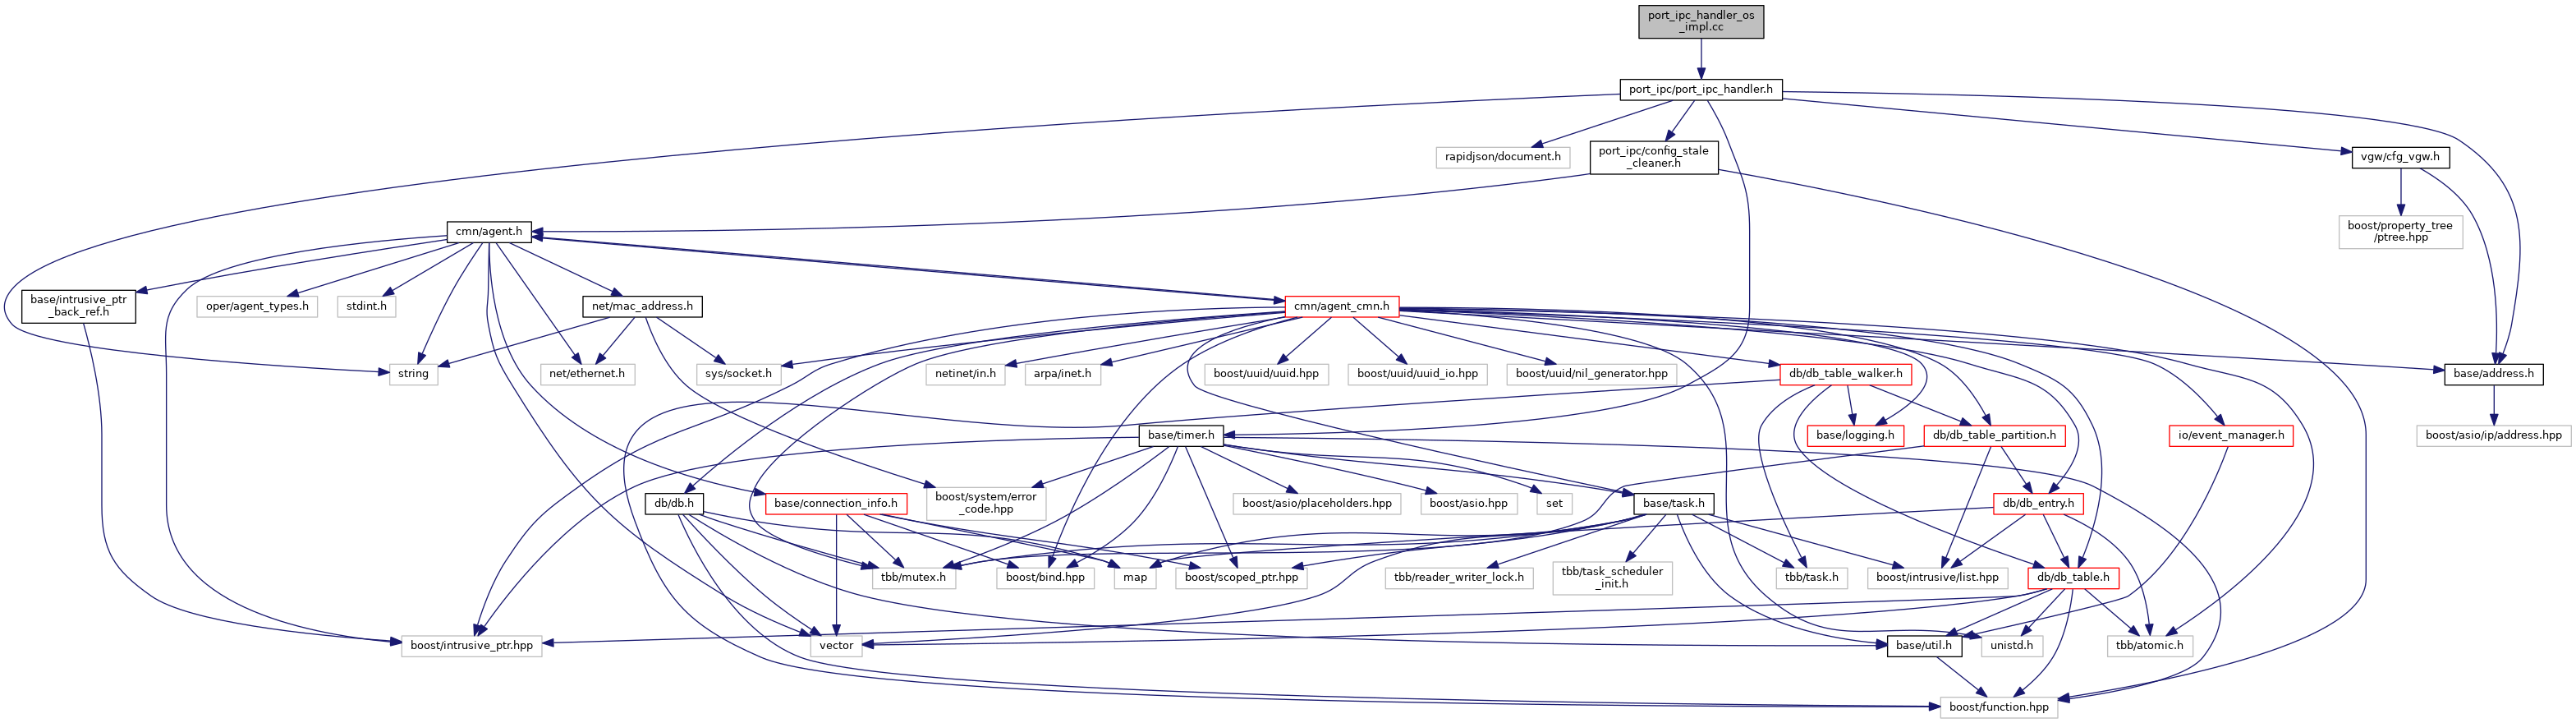 port_ipc_handler_os
_impl.cc
port_ipc/port_ipc_handler.h
rapidjson/document.h
port_ipc/config_stale
_cleaner.h
vgw/cfg_vgw.h
cmn/agent.h
boost/property_tree
/ptree.hpp
base/intrusive_ptr
_back_ref.h
oper/agent_types.h
stdint.h
net/mac_address.h
cmn/agent_cmn.h
string
net/ethernet.h
sys/socket.h
netinet/in.h
arpa/inet.h
boost/uuid/uuid.hpp
boost/uuid/uuid_io.hpp
boost/uuid/nil_generator.hpp
db/db_table_walker.h
base/address.h
base/timer.h
base/logging.h
db/db_table_partition.h
io/event_manager.h
boost/asio/ip/address.hpp
db/db.h
base/connection_info.h
boost/system/error
_code.hpp
boost/asio/placeholders.hpp
boost/asio.hpp
set
base/task.h
db/db_entry.h
tbb/mutex.h
boost/bind.hpp
map
boost/scoped_ptr.hpp
tbb/reader_writer_lock.h
tbb/task_scheduler
_init.h
tbb/task.h
boost/intrusive/list.hpp
db/db_table.h
boost/intrusive_ptr.hpp
vector
base/util.h
unistd.h
tbb/atomic.h
boost/function.hpp